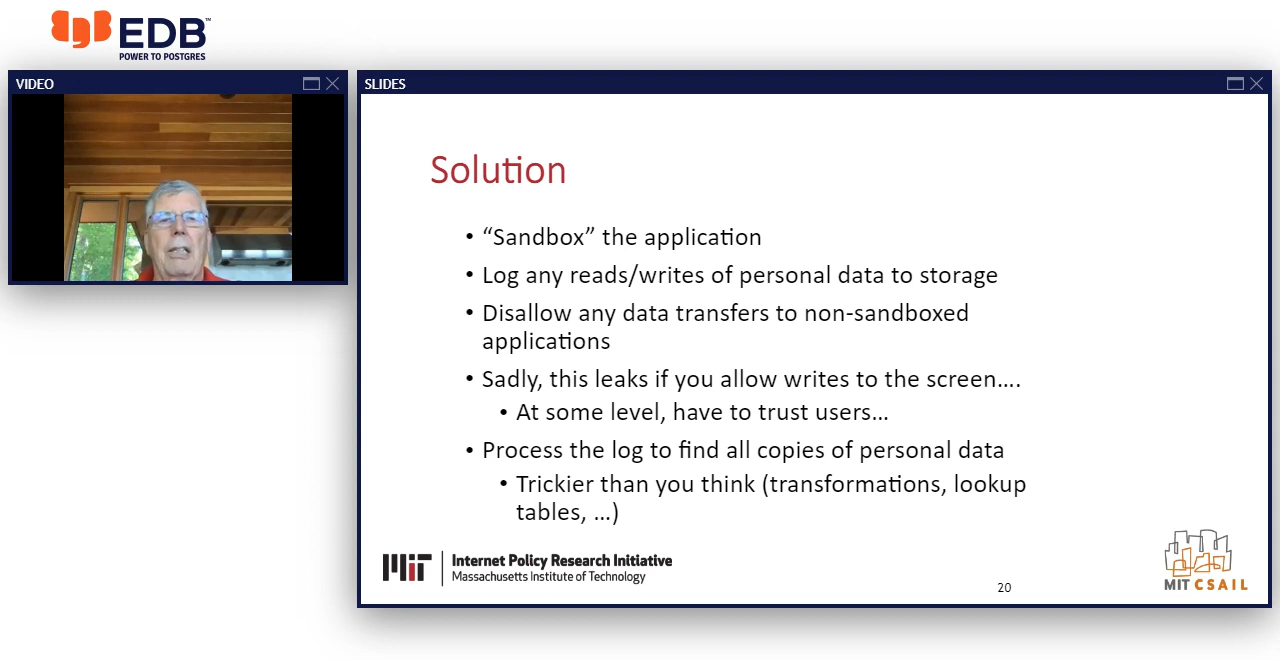 EDB™
POWER TO POSTGRES
VIDEO
SLIDES
Solution
• “Sandbox” the application
• Log any reads/writes of personal data to storage
• Disallow any data transfers to non-sandboxed
applications
• Sadly, this leaks if you allow writes to the screen….
• At some level, have to trust users…
• Process the log to find all copies of personal data
• Trickier than you think (transformations, lookup
tables, …)
MIT
Internet Policy Research Initiative
Massachusetts Institute of Technology
20
MIT CSAIL